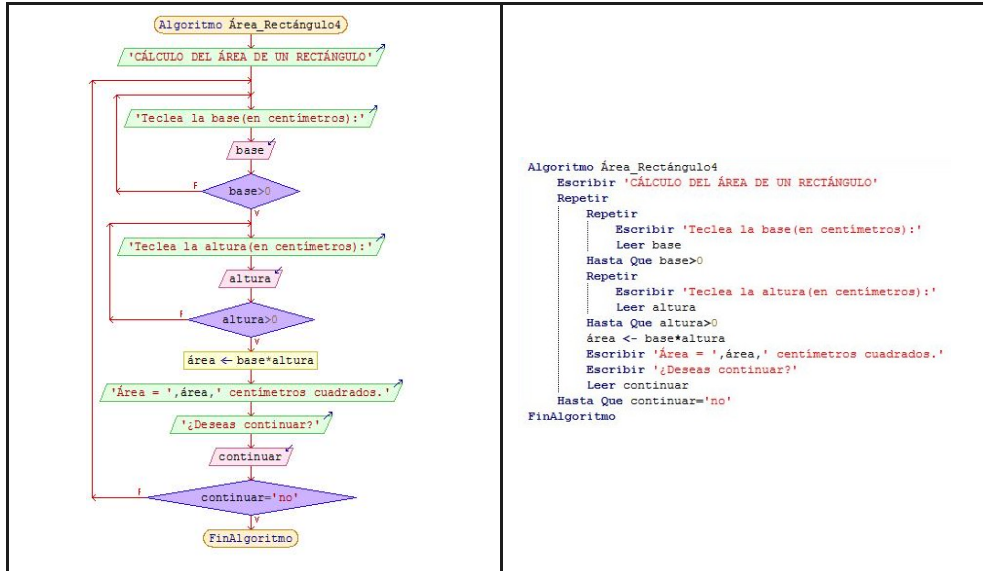 Algoritmo Área_Rectángulo4
'CÁLCULO DEL ÁREA DE UN RECTÁNGULO'
'Teclea la base(en centímetros):'
base
F
base>0
V
'Teclea la altura(en centímetros):'
altura
F
altura>0
V
área ← base*altura
'Área = ',área,' centímetros cuadrados.'
'¿Deseas continuar?'
continuar
F
continuar='no'
V
FinAlgoritmo
Algoritmo Área_Rectángulo4
Escribir 'CÁLCULO DEL ÁREA DE UN RECTÁNGULO'
Repetir
Repetir
Escribir 'Teclea la base(en centímetros):'
Leer base
Hasta Que base>0
Repetir
Escribir 'Teclea la altura(en centímetros):'
Leer altura
Hasta Que altura>0
área <- base*altura
Escribir 'Área = ',área,' centímetros cuadrados.'
Escribir '¿Deseas continuar?'
Leer continuar
Hasta Que continuar='no'
FinAlgoritmo